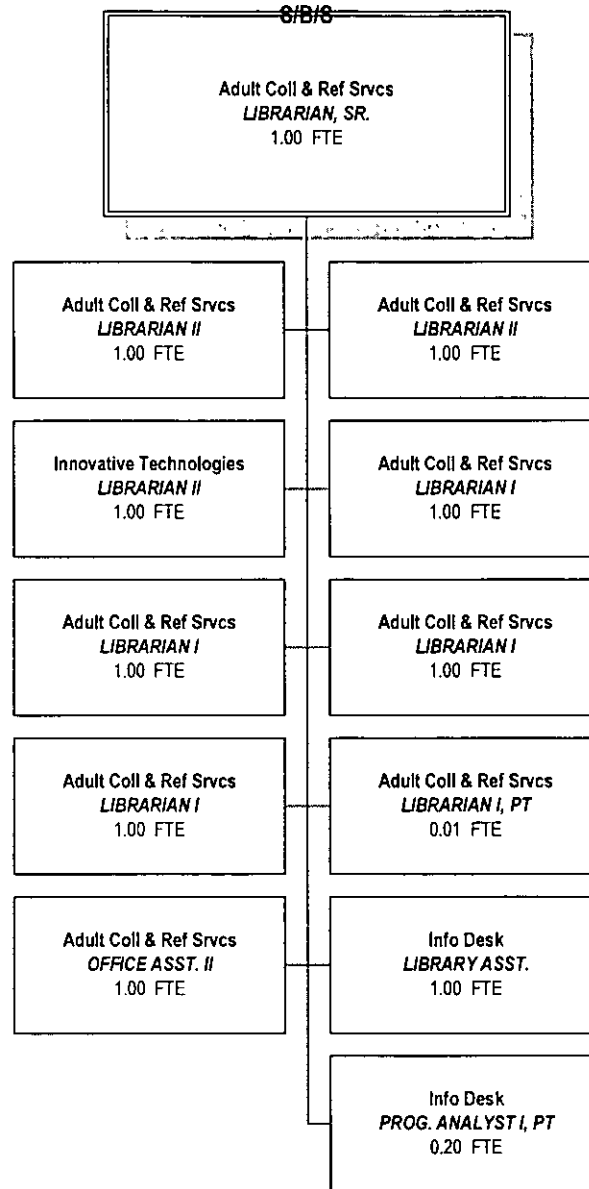 Adult Coll & Ref Srvcs
LIBRARIAN, SR.
1.00 FTE
Adult Coll & Ref Srvcs
LIBRARIAN II
1.00 FTE
Adult Coll & Ref Srvcs
LIBRARIAN II
1.00 FTE
Innovative Technologies
LIBRARIAN II
1.00 FTE
Adult Coll & Ref Srvcs
LIBRARIAN I
1.00 FTE
Adult Coll & Ref Srvcs
LIBRARIAN I
1.00 FTE
Adult Coll & Ref Srvcs
LIBRARIAN I
1.00 FTE
Adult Coll & Ref Srvcs
LIBRARIAN I
1.00 FTE
Adult Coll & Ref Srvcs
LIBRARIAN I, PT
0.01 FTE
Adult Coll & Ref Srvcs
OFFICE ASST. II
1.00 FTE
Info Desk
LIBRARY ASST.
1.00 FTE
Info Desk
PROG. ANALYST I, PT
0.20 FTE